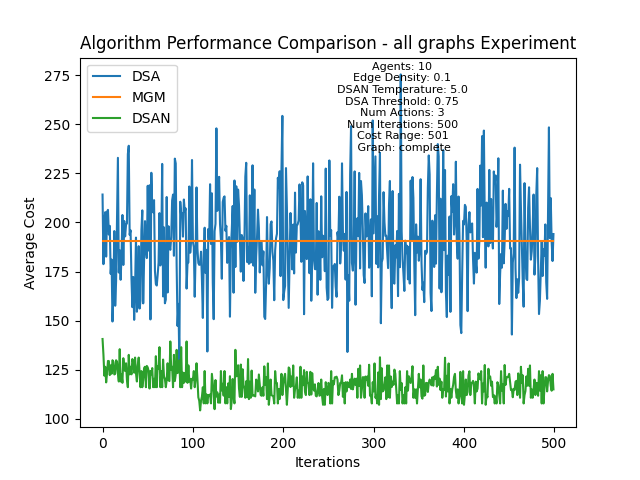 Algorithm Performance Comparison - all graphs Experiment
DSA
MGM
DSAN
Agents: 10
Edge Density: 0.1
DSAN Temperature: 5.0
DSA Threshold: 0.75
Num Actions: 3
Num Iterations: 500
Cost Range: 501
Graph: complete
Average Cost
275
250
225
200
175
150
125
100
0
100
200
300
400
500
Iterations